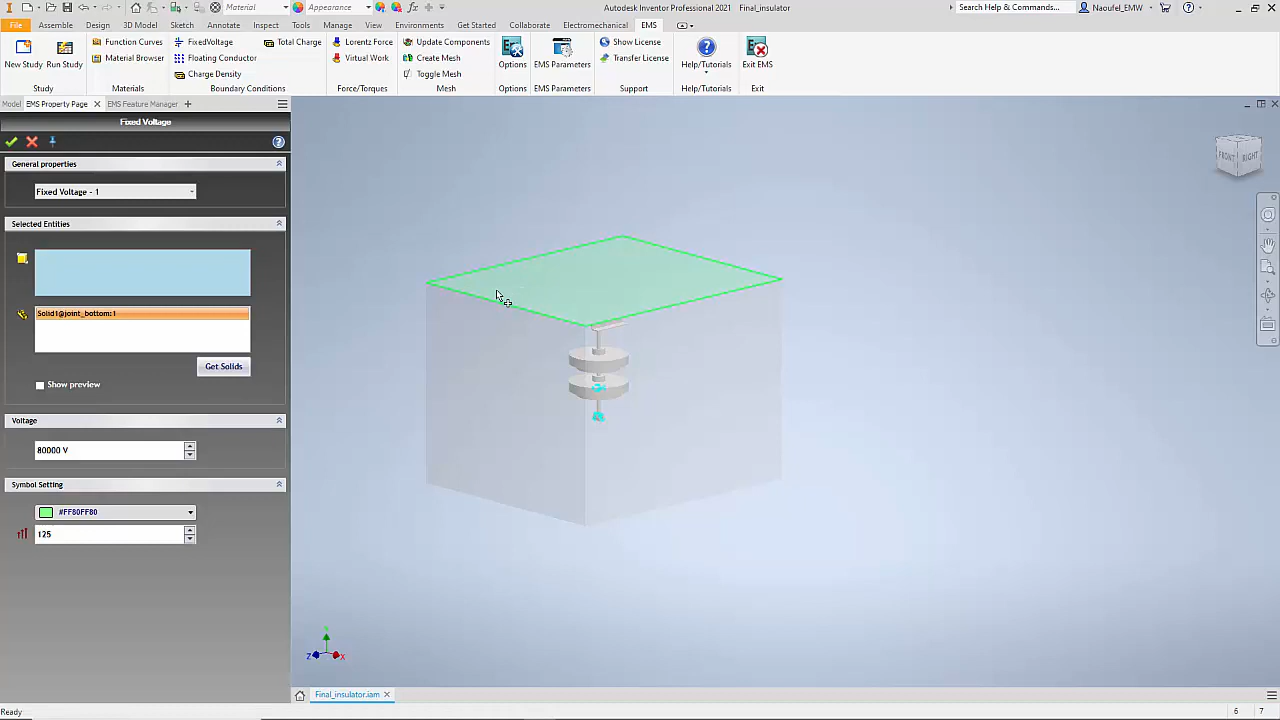 Material
Appearance
Autodesk Inventor Professional 2021 Final_insulator
Search Help & Commands...
Naoufel_EMW
File Assemble Design 3D Model Sketch Annotate Inspect Tools Manage View Environments Get Started Collaborate Electromechanical EMS
New Study
Run Study
Study
Function Curves
Material Browser
Materials
FixedVoltage
Floating Conductor
Charge Density
Total Charge
Boundary Conditions
Lorentz Force
Virtual Work
Force/Torques
Update Components
Create Mesh
Toggle Mesh
Mesh
Options
Options
EMS Parameters
EMS Parameters
Show License
Transfer License
Support
Help/Tutorials
Help/Tutorials
Exit EMS
Exit
Model EMS Property Page EMS Feature Manager
Fixed Voltage
General properties
Fixed Voltage - 1
Selected Entities
Solid1@joint_bottom:1
Get Solids
Show preview
Voltage
80000 V
Symbol Setting
#FF80FF80
125
FRONT
RIGHT
Y
Z
X
Final_insulator.iam
Ready
6 7